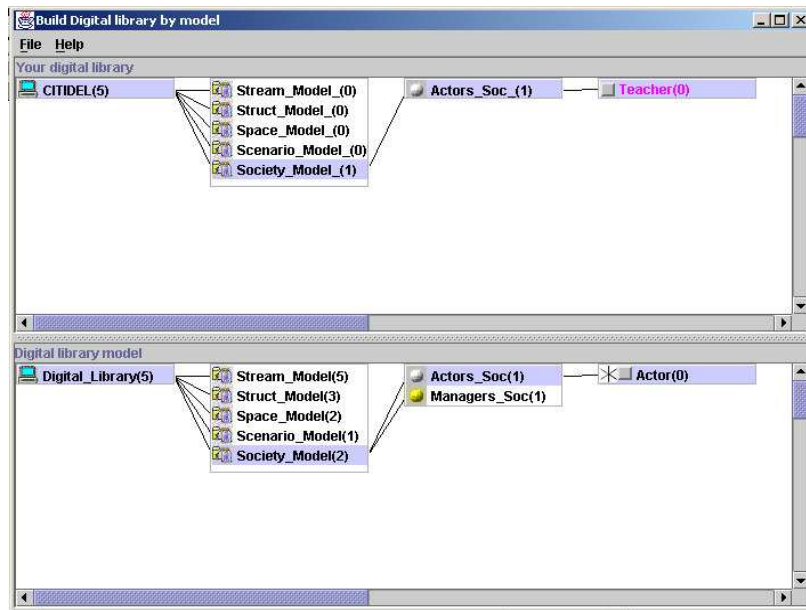 Build Digital library by model
File Help
Your digital library
CITIDEL(5) Stream_Model_(0) Actors_Soc_(1) Teacher(0)
Struct_Model_(0)
Space_Model_(0)
Scenario_Model_(0)
Society_Model_(1)
Digital library model
Digital_Library(5) Stream_Model(5) Actors_Soc(1) Actor(0)
Struct_Model(3) Managers_Soc(1)
Space_Model(2)
Scenario_Model(1)
Society_Model(2)